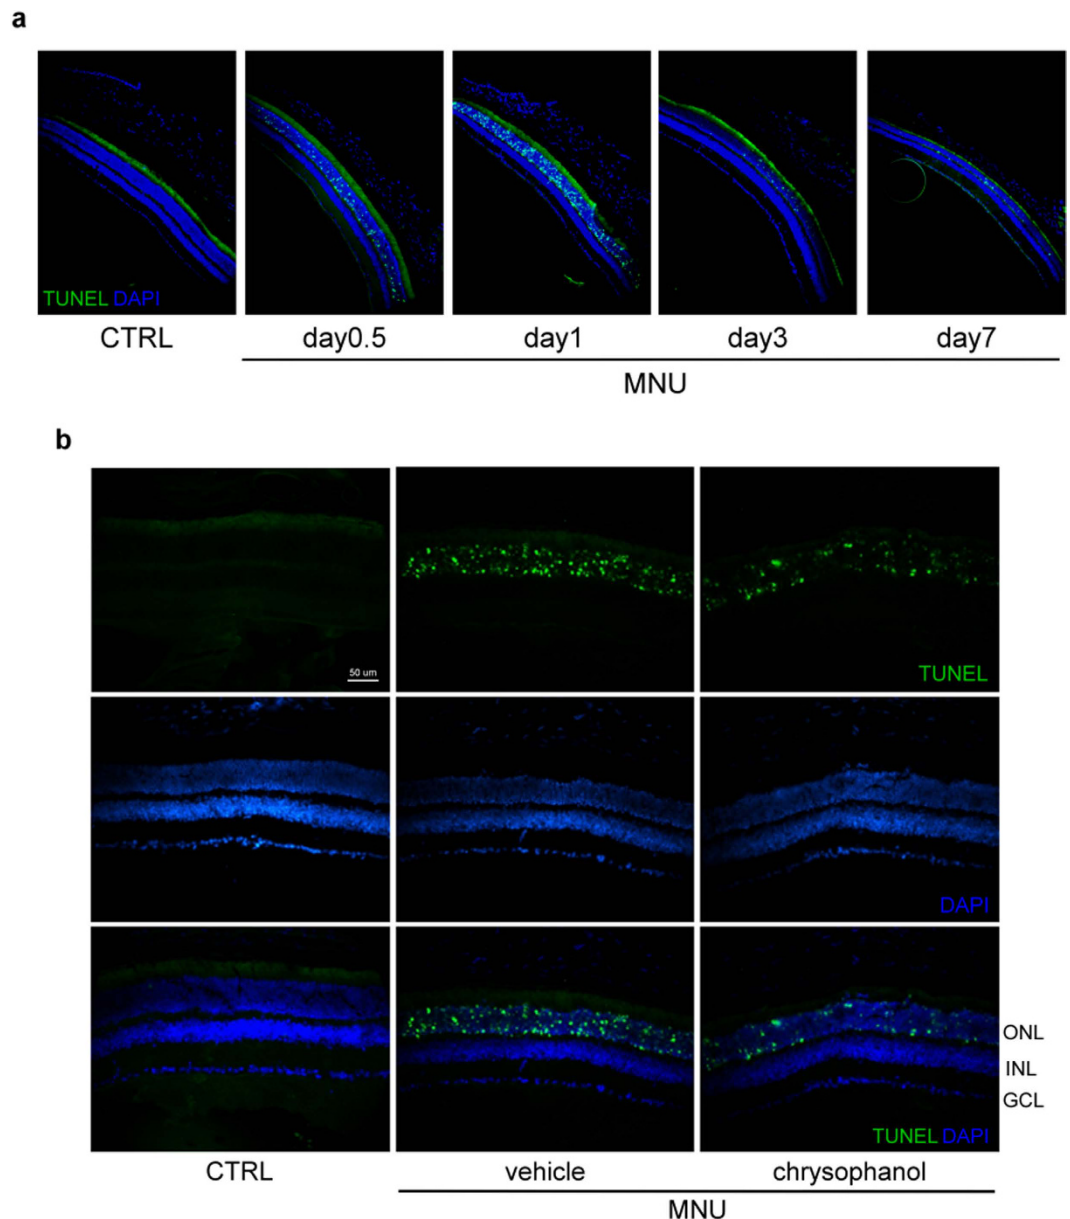 a
TUNEL DAPI
CTRL
day0.5
day1
day3
day7
MNU
b
50 um
TUNEL
DAPI
ONL
INL
GCL
TUNEL DAPI
CTRL
vehicle
chrysophanol
MNU